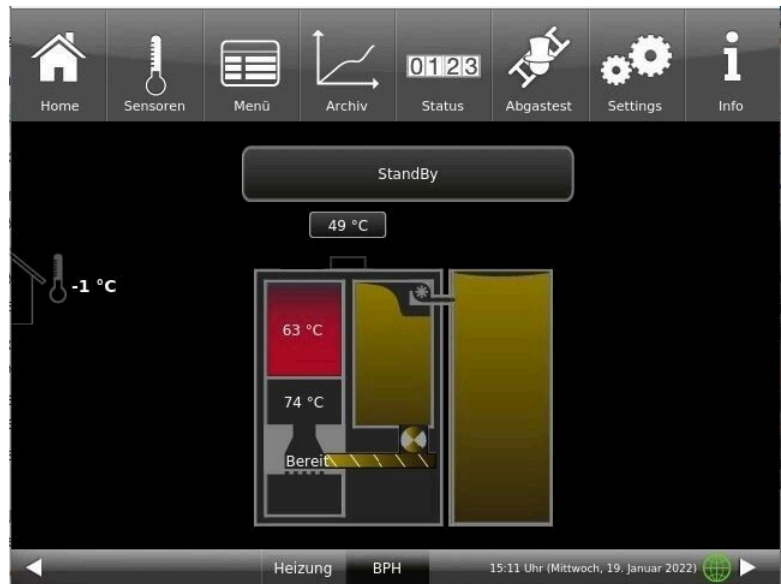 Home Sensoren Menü Archiv 0123 Status Abgastest Settings i Info
StandBy
49 °C
-1 °C
63 °C
74 °C
Bereit
Heizung BPH 15:11 Uhr (Mittwoch, 19. Januar 2022)